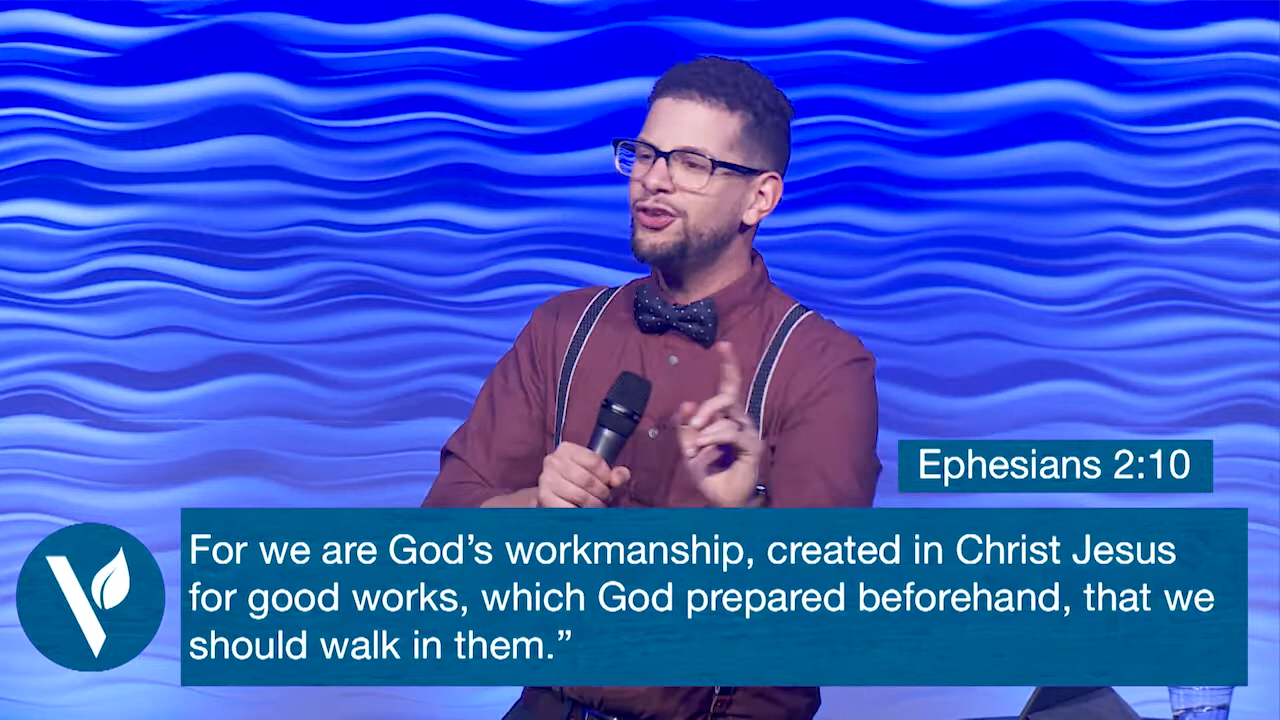 Ephesians 2:10
For we are God’s workmanship, created in Christ Jesus
for good works, which God prepared beforehand, that we
should walk in them.”